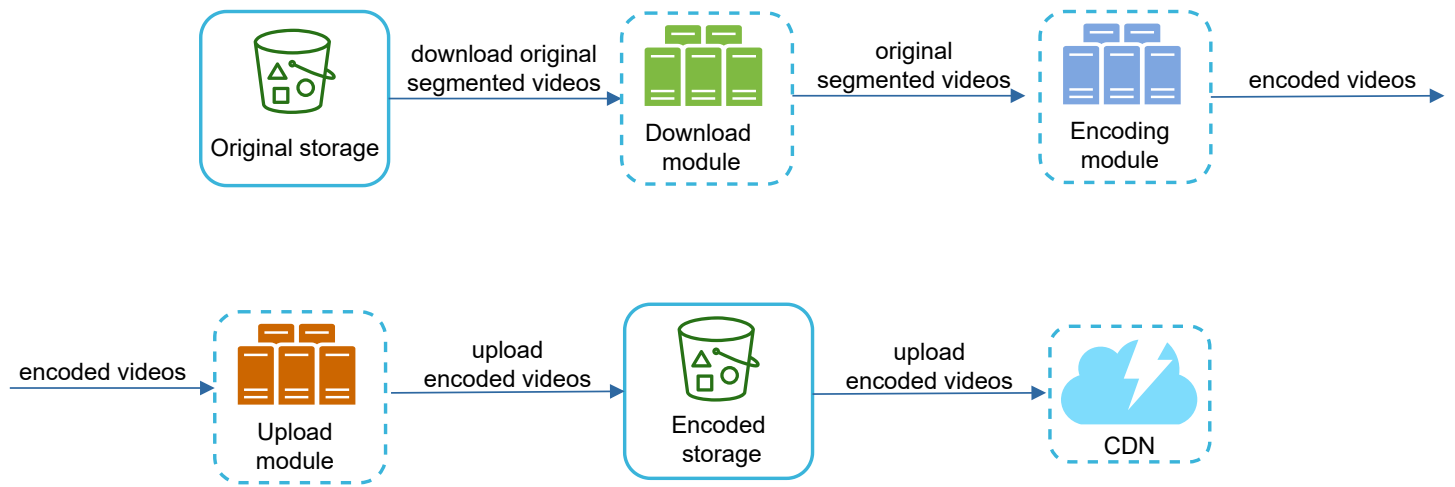 Original storage
download original
segmented videos
Download
module
original
segmented videos
Encoding
module
encoded videos
encoded videos
Upload
module
upload
encoded videos
Encoded
storage
upload
encoded videos
CDN